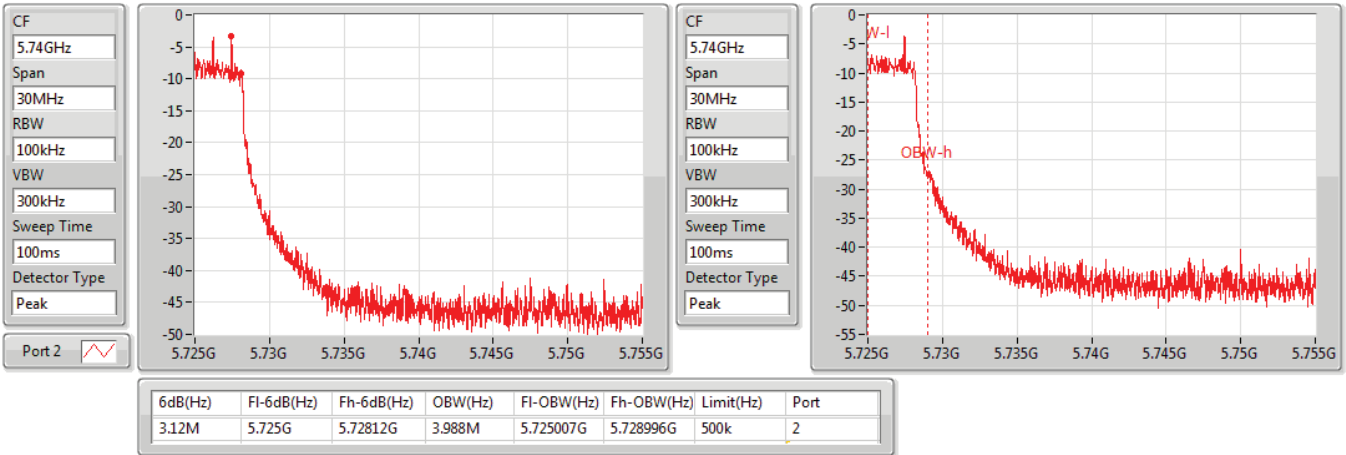 CF
5.74GHz
Span
30MHz
RBW
100kHz
VBW
300kHz
Sweep Time
100ms
Detector Type
Peak
Port 2
0-
-5-
-10-
-15-
-20-
-25-
-30-
-35-
-40-
-45-
-50-
5.725G 5.73G 5.735G 5.74G 5.745G 5.75G 5.755G
CF
5.74GHz
Span
30MHz
RBW
100kHz
VBW
300kHz
Sweep Time
100ms
Detector Type
Peak
0-
-5-
-10-
-15-
-20-
-25-
-30-
-35-
-40-
-45-
-50-
-55-
W-l
OBW-h
5.725G 5.73G 5.735G 5.74G 5.745G 5.75G 5.755G
6dB(Hz) Fl-6dB(Hz) Fh-6dB(Hz) OBW(Hz) Fl-OBW(Hz) Fh-OBW(Hz) Limit(Hz) Port
3.12M 5.725G 5.72812G 3.988M 5.725007G 5.728996G 500k 2